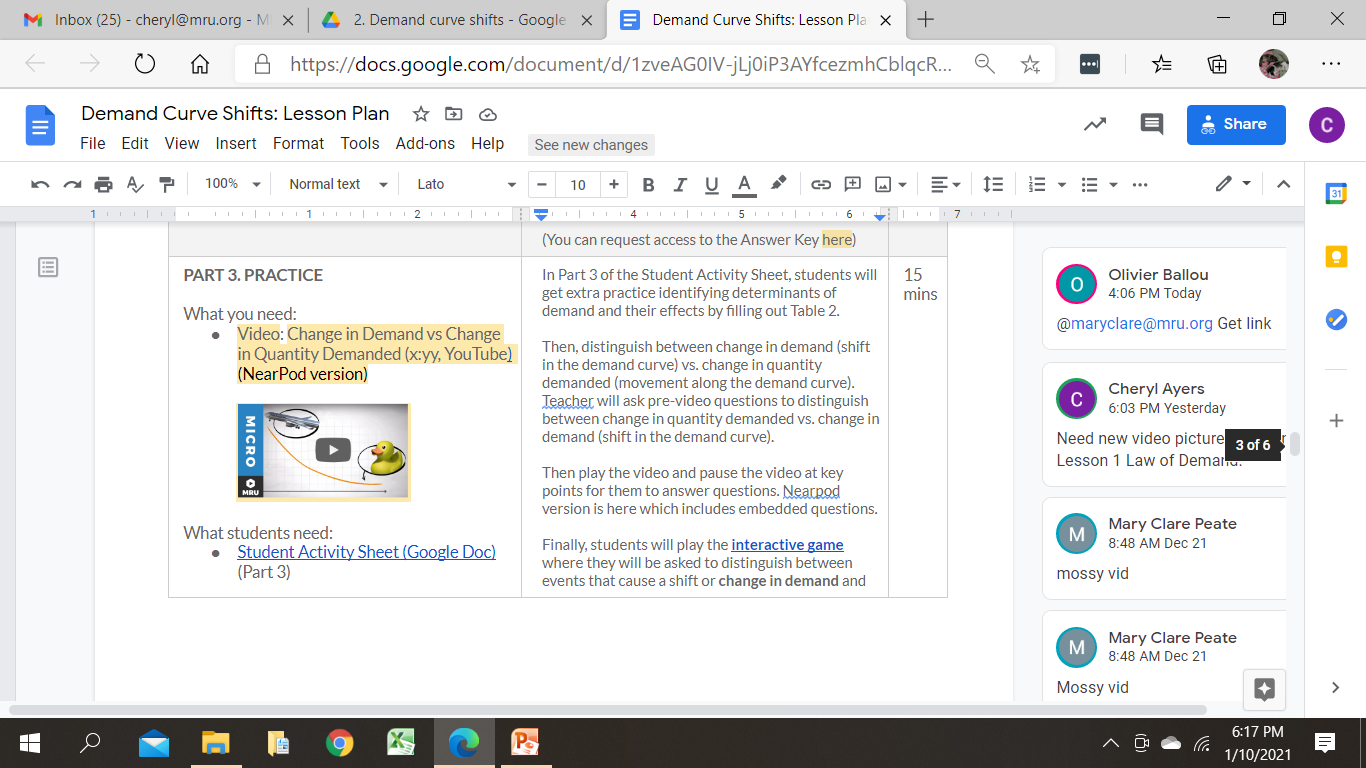 Inbox (25) - cheryl@mru.org - M
2. Demand curve shifts - Google
Demand Curve Shifts: Lesson Pla
https://docs.google.com/document/d/1zveAG0IV-jLj0iP3AYfcezmhCblqcR...
Demand Curve Shifts: Lesson Plan
File Edit View Insert Format Tools Add-ons Help See new changes
Share
C
100% Normal text Lato 10 B I U A
31
1 1 2 4 5 6 7
(You can request access to the Answer Key here)
PART 3. PRACTICE
What you need:
● Video: Change in Demand vs Change
in Quantity Demanded (x:yy, YouTube)
(NearPod version)
MICRO
MRU
What students need:
● Student Activity Sheet (Google Doc)
(Part 3)
In Part 3 of the Student Activity Sheet, students will
get extra practice identifying determinants of
demand and their effects by filling out Table 2.
Then, distinguish between change in demand (shift
in the demand curve) vs. change in quantity
demanded (movement along the demand curve).
Teacher will ask pre-video questions to distinguish
between change in quantity demanded vs. change in
demand (shift in the demand curve).
Then play the video and pause the video at key
points for them to answer questions. Nearpod
version is here which includes embedded questions.
Finally, students will play the interactive game
where they will be asked to distinguish between
events that cause a shift or change in demand and
15
mins
O
Olivier Ballou
4:06 PM Today
@maryclare@mru.org Get link
C
Cheryl Ayers
6:03 PM Yesterday
Need new video picture
Lesson 1 Law of Demand.
3 of 6
M
Mary Clare Peate
8:48 AM Dec 21
mossy vid
M
Mary Clare Peate
8:48 AM Dec 21
Mossy vid
6:17 PM
1/10/2021